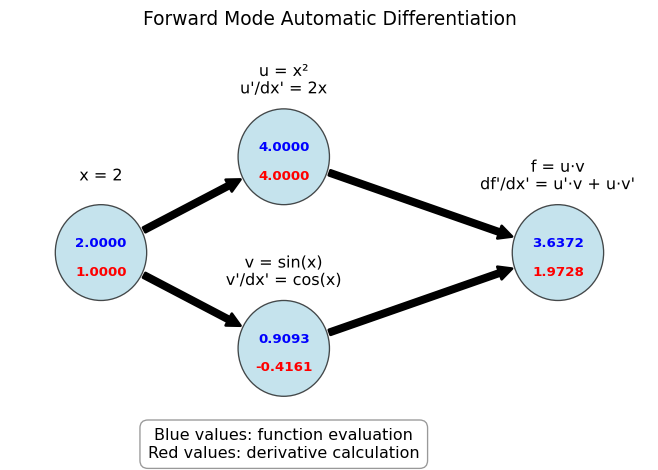 Forward Mode Automatic Differentiation
u = x²
u'/dx' = 2x
4.0000
4.0000
x = 2
2.0000
1.0000
f = u·v
df'/dx' = u'·v + u·v'
3.6372
1.9728
v = sin(x)
v'/dx' = cos(x)
0.9093
-0.4161
Blue values: function evaluation
Red values: derivative calculation